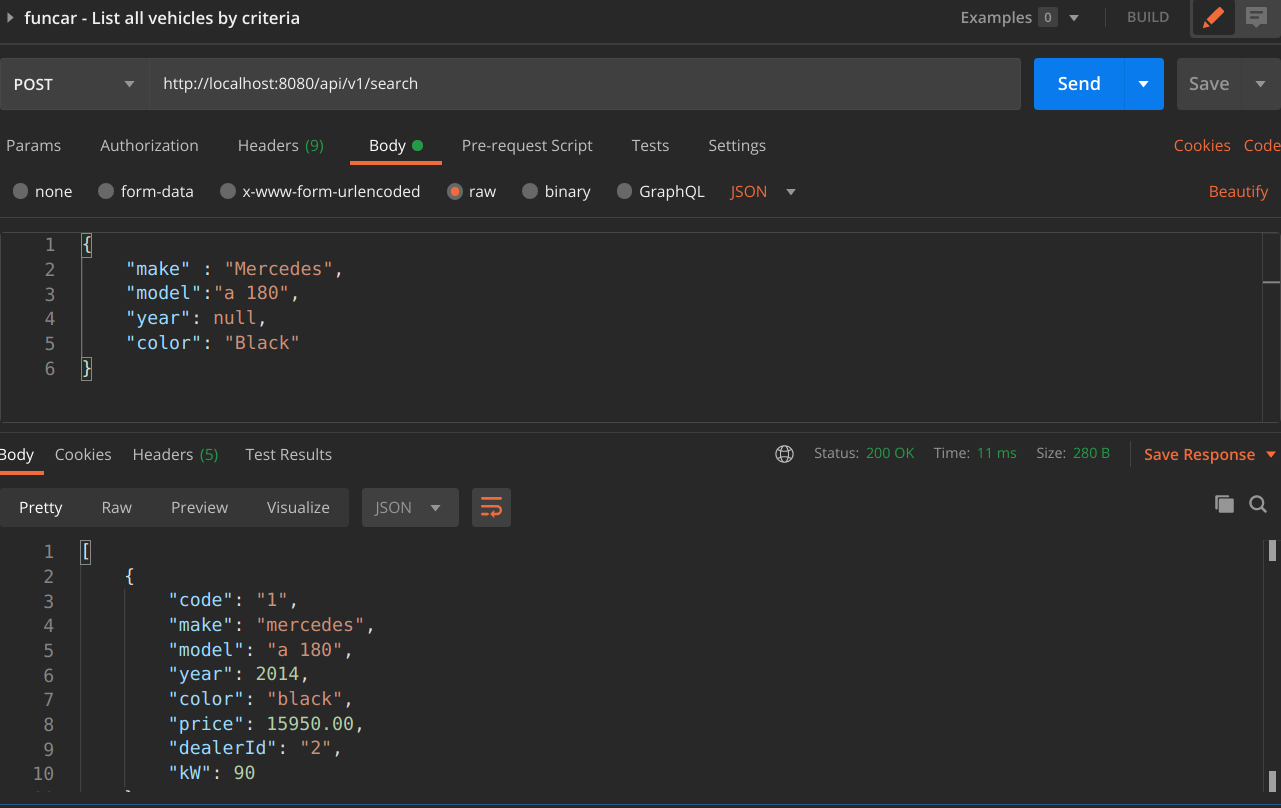 funcar - List all vehicles by criteria Examples 0 BUILD
POST http://localhost:8080/api/v1/search Send Save
Params Authorization Headers (9) Body Pre-request Script Tests Settings Cookies Code
none form-data x-www-form-urlencoded raw binary GraphQL JSON Beautify
1 {
2 "make" : "Mercedes",
3 "model":"a 180",
4 "year": null,
5 "color": "Black"
6 }
Body Cookies Headers (5) Test Results Status: 200 OK Time: 11 ms Size: 280 B Save Response
Pretty Raw Preview Visualize JSON
1 [
2 {
3 "code": "1",
4 "make": "mercedes",
5 "model": "a 180",
6 "year": 2014,
7 "color": "black",
8 "price": 15950.00,
9 "dealerId": "2",
10 "kW": 90